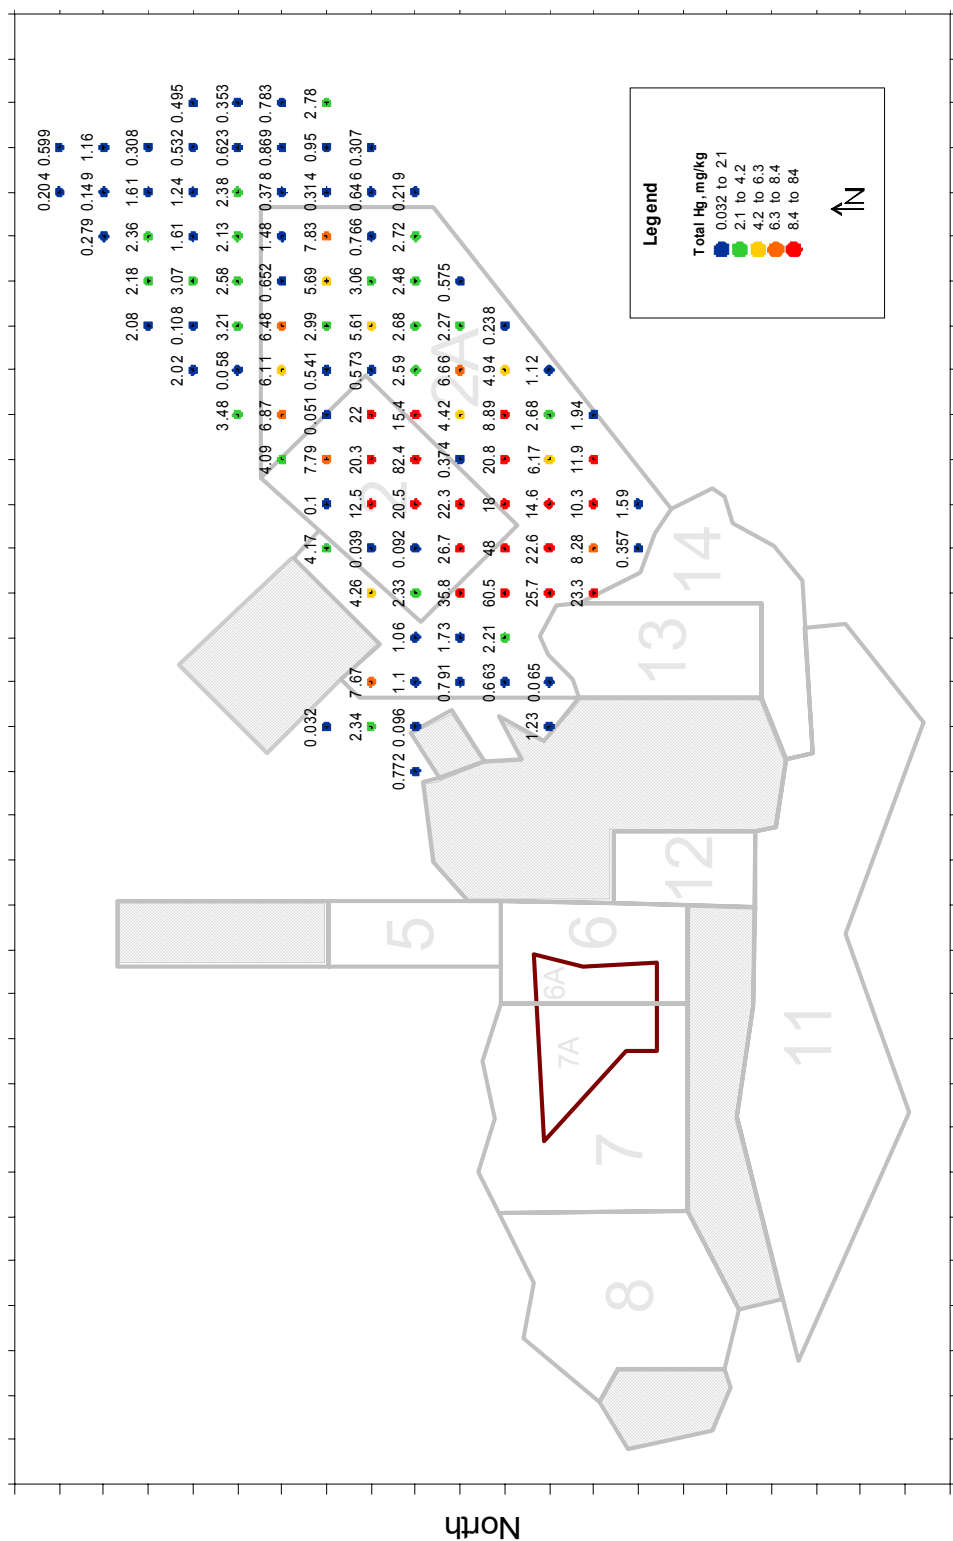 0.204 0.599
0.279 0.149 1.16
2.08 2.18 2.36 1.61 0.308
2.02 0.108 3.07 1.61 1.24 0.532 0.495
3.48 0.058 3.21 2.58 2.13 2.38 0.623 0.353
4.09 6.87 6.11 6.48 0.652 1.48 0.378 0.869 0.783
0.032 4.17 0.1 7.79 0.051 0.541 2.99 5.69 7.83 0.314 0.95 2.78
2.34 7.67 4.26 0.039 12.5 20.3 22 0.573 5.61 3.06 0.766 0.646 0.307
0.772 0.096 1.1 1.06 2.33 0.092 20.5 82.4 15.4 2.59 2.68 2.48 2.72 0.219
0.791 1.73 35.8 26.7 22.3 0.374 4.42 6.66 2.27 0.575
0.663 2.21 60.5 48 18 20.8 8.89 4.94 0.238
1.23 0.065 25.7 22.6 14.6 6.17 2.68 1.12
23.3 8.28 10.3 11.9 1.94
0.357 1.59
2
2A
5
6
6A
7A
7
8
11
12
13
14
Legend
Total Hg, mg/kg
0.032 to 2.1
2.1 to 4.2
4.2 to 6.3
6.3 to 8.4
8.4 to 84
N
North